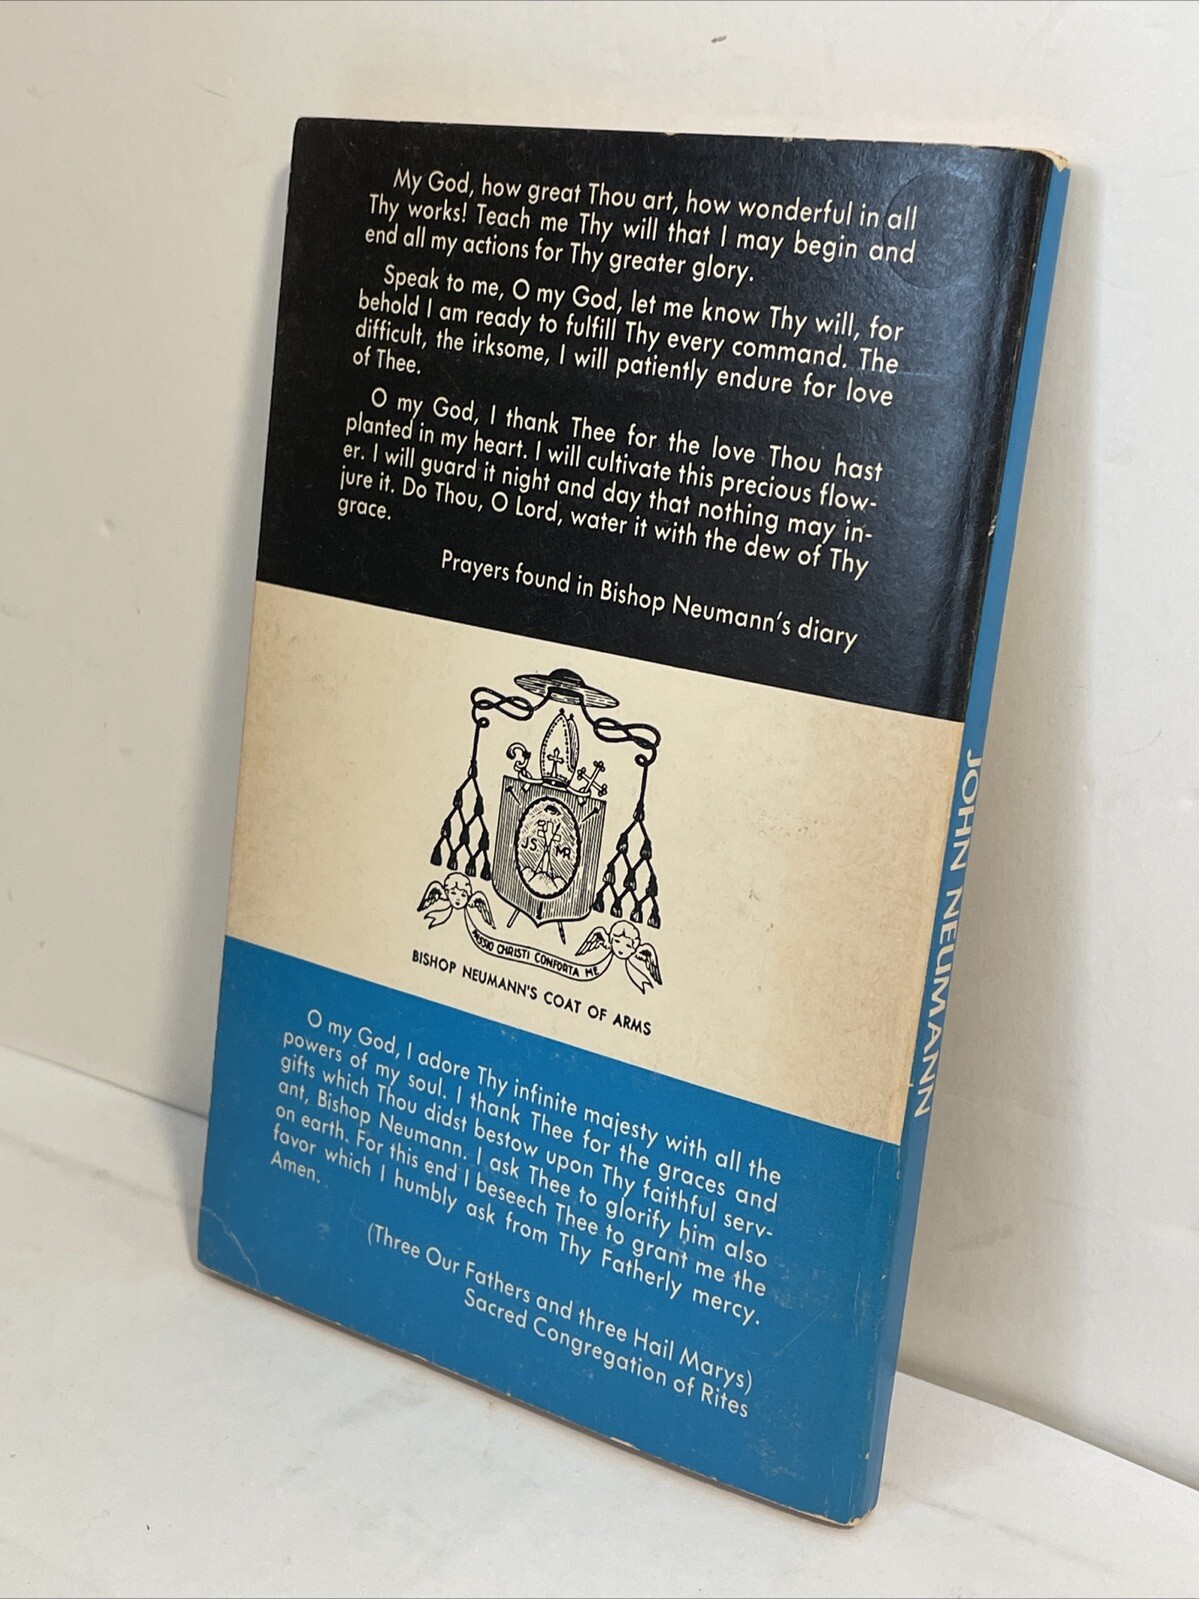 My God, how great Thou art, how wonderful in all
Thy works! Teach me Thy will that I may begin and
end all my actions for Thy greater glory.
Speak to me, O my God, let me know Thy will, for
behold I am ready to fulfill Thy every command. The
difficult, the irksome, I will patiently endure for love
of Thee.
O my God, I thank Thee for the love Thou hast
planted in my heart. I will cultivate this precious flow-
er. I will guard it night and day that nothing may in-
jure it. Do Thou, O Lord, water it with the dew of Thy
grace.
Prayers found in Bishop Neumann's diary
J.S. MR.
PASSIO CHRISTI CONFORTA ME
BISHOP NEUMANN'S COAT OF ARMS
O my God, I adore Thy infinite majesty with all the
powers of my soul. I thank Thee for the graces and
gifts which Thou didst bestow upon Thy faithful serv-
ant, Bishop Neumann. I ask Thee to glorify him also
on earth. For this end I beseech Thee to grant me the
favor which I humbly ask from Thy Fatherly mercy.
Amen.
(Three Our Fathers and three Hail Marys)
Sacred Congregation of Rites
JOHN NEUMANN